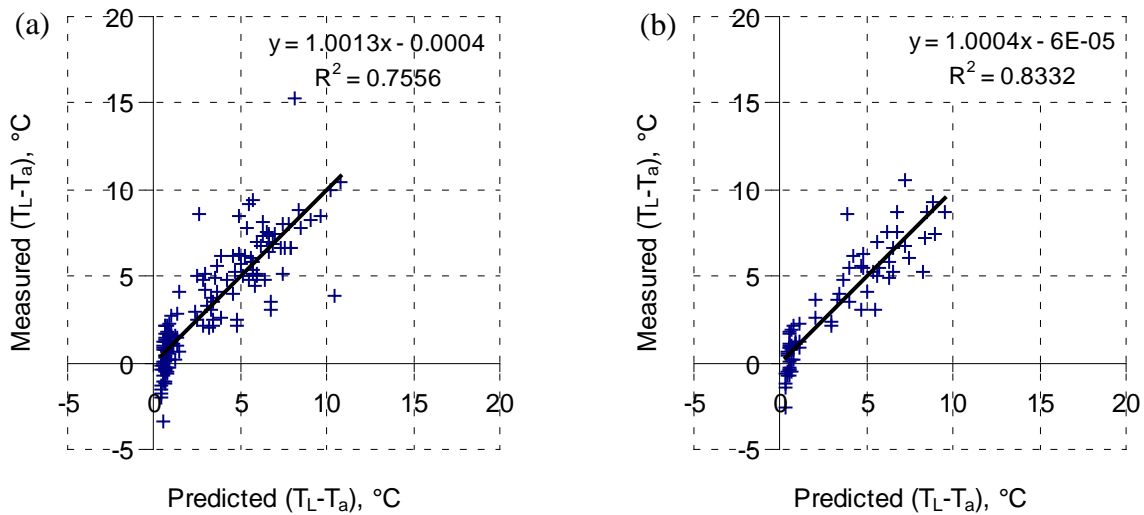 (a)
y = 1.0013x - 0.0004
R² = 0.7556
Measured (T_L-T_a), °C
20
15
10
5
0
-5
-5 0 5 10 15 20
Predicted (T_L-T_a), °C
(b)
y = 1.0004x - 6E-05
R² = 0.8332
Measured (T_L-T_a), °C
20
15
10
5
0
-5
-5 0 5 10 15 20
Predicted (T_L-T_a), °C